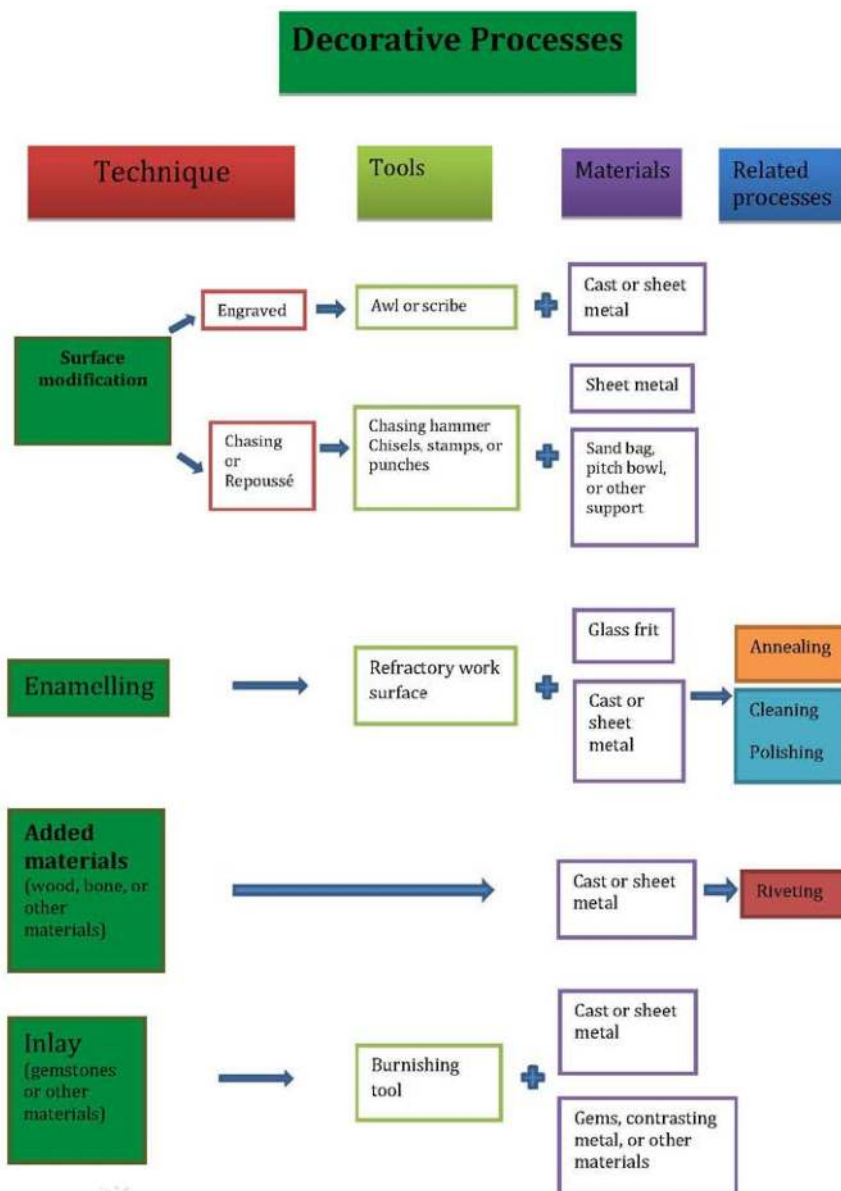 Decorative Processes
Technique
Tools
Materials
Related
processes
Surface
modification
Engraved
Awl or scribe
Cast or sheet
metal
Chasing
or
Repoussé
Chasing hammer
Chisels, stamps, or
punches
Sheet metal
Sand bag,
pitch bowl,
or other
support
Enamelling
Refractory work
surface
Glass frit
Cast or
sheet
metal
Annealing
Cleaning
Polishing
Added
materials
(wood, bone, or
other
materials)
Cast or sheet
metal
Riveting
Inlay
(gemstones
or other
materials)
Burnishing
tool
Cast or sheet
metal
Gems, contrasting
metal, or other
materials